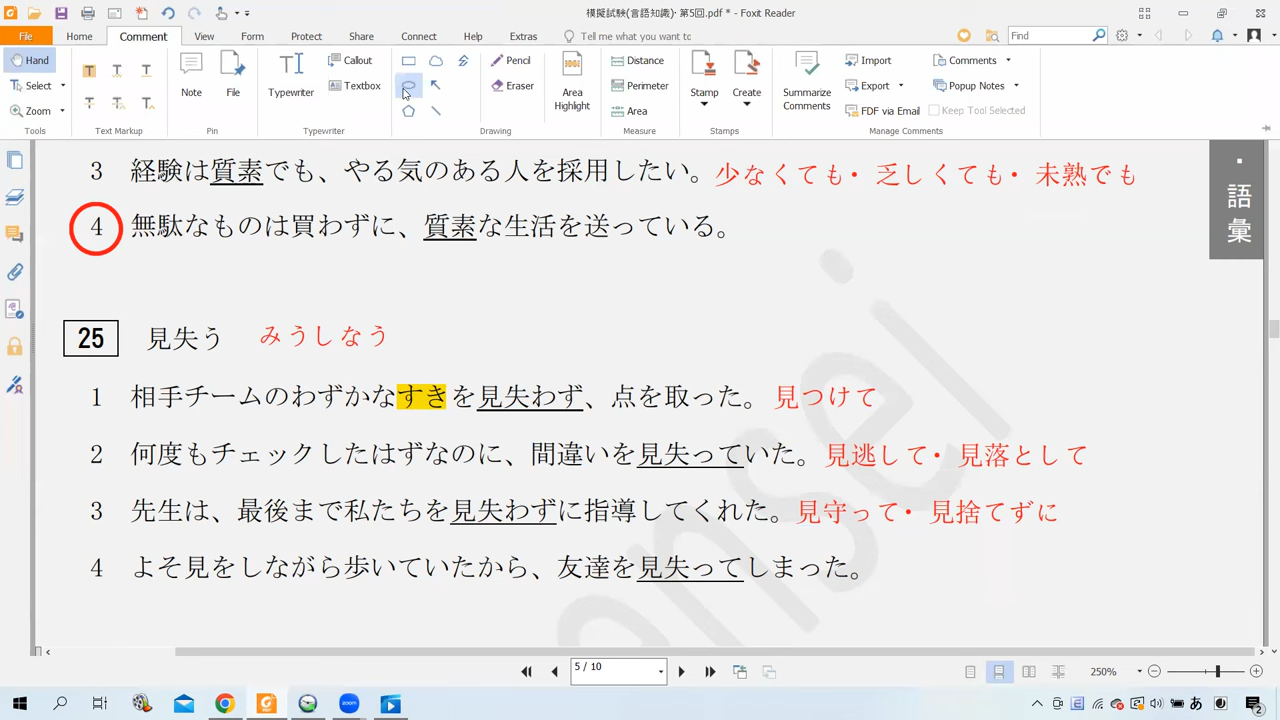 模擬試験(言語知識)· 第5回.pdf * - Foxit Reader
File Home Comment View Form Protect Share Connect Help Extras Tell me what you want to Find
Hand Select Zoom Tools
Text Markup
Note File Pin
Typewriter Callout Textbox Typewriter
Pencil Eraser Drawing
Area Highlight
Distance Perimeter Area Measure
Stamp Create Stamps
Summarize Comments Import Export FDF via Email Comments Popup Notes Keep Tool Selected Manage Comments
3 経験は質素でも、やる気のある人を採用したい。少なくても・乏しくても・未熟でも
4 無駄なものは買わずに、質素な生活を送っている。
・語彙
25 見失う みうしなう
1 相手チームのわずかなすきを見失わず、点を取った。見つけて
2 何度もチェックしたはずなのに、間違いを見失っていた。見逃して・見落として
3 先生は、最後まで私たちを見失わずに指導してくれた。見守って・見捨てずに
4 よそ見をしながら歩いていたから、友達を見失ってしまった。
ensei
5 / 10
250%
zoom
あ
2